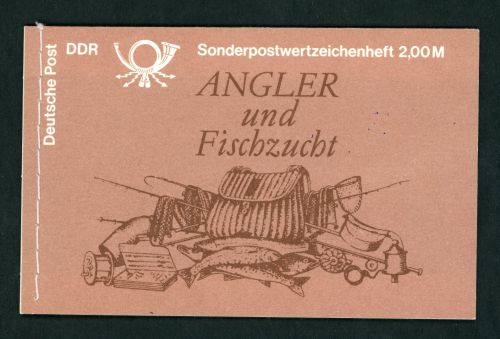 Deutsche Post
DDR
Sonderpostwertzeichenheft 2,00 M
ANGLER
und
Fischzucht